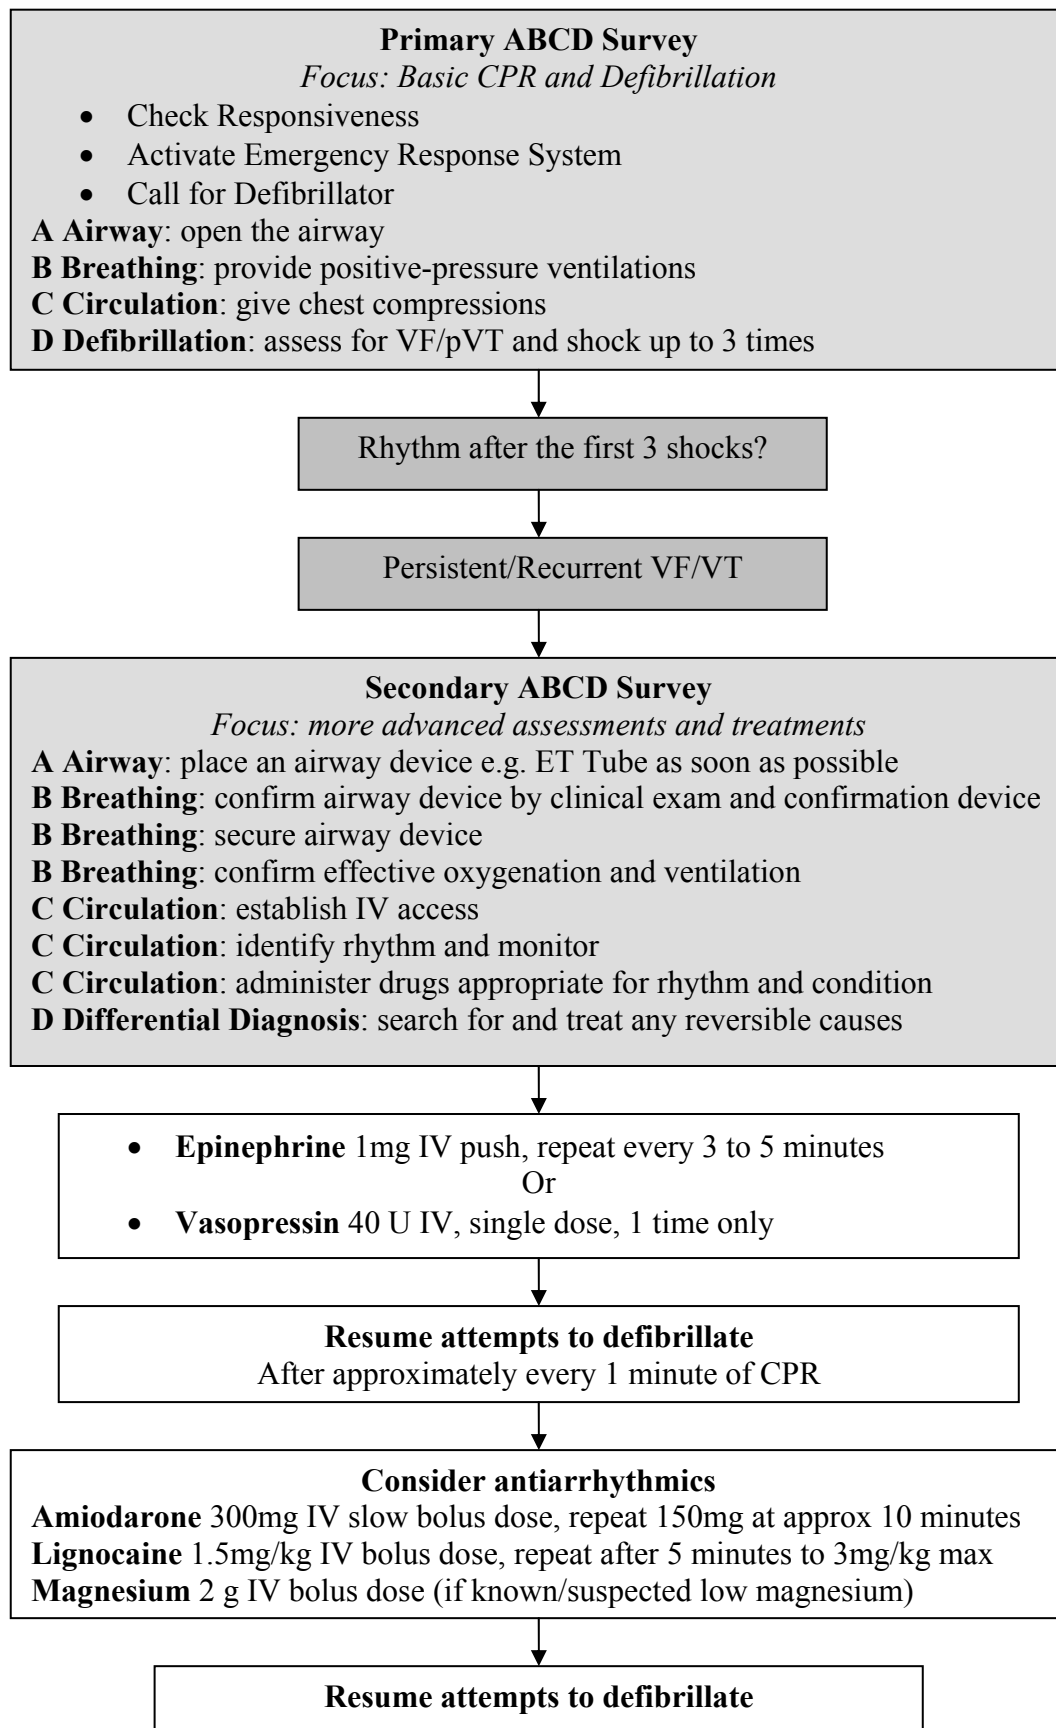 Primary ABCD Survey
Focus: Basic CPR and Defibrillation
• Check Responsiveness
• Activate Emergency Response System
• Call for Defibrillator
A Airway: open the airway
B Breathing: provide positive-pressure ventilations
C Circulation: give chest compressions
D Defibrillation: assess for VF/pVT and shock up to 3 times
Rhythm after the first 3 shocks?
Persistent/Recurrent VF/VT
Secondary ABCD Survey
Focus: more advanced assessments and treatments
A Airway: place an airway device e.g. ET Tube as soon as possible
B Breathing: confirm airway device by clinical exam and confirmation device
B Breathing: secure airway device
B Breathing: confirm effective oxygenation and ventilation
C Circulation: establish IV access
C Circulation: identify rhythm and monitor
C Circulation: administer drugs appropriate for rhythm and condition
D Differential Diagnosis: search for and treat any reversible causes
• Epinephrine 1mg IV push, repeat every 3 to 5 minutes
Or
• Vasopressin 40 U IV, single dose, 1 time only
Resume attempts to defibrillate
After approximately every 1 minute of CPR
Consider antiarrhythmics
Amiodarone 300mg IV slow bolus dose, repeat 150mg at approx 10 minutes
Lignocaine 1.5mg/kg IV bolus dose, repeat after 5 minutes to 3mg/kg max
Magnesium 2 g IV bolus dose (if known/suspected low magnesium)
Resume attempts to defibrillate